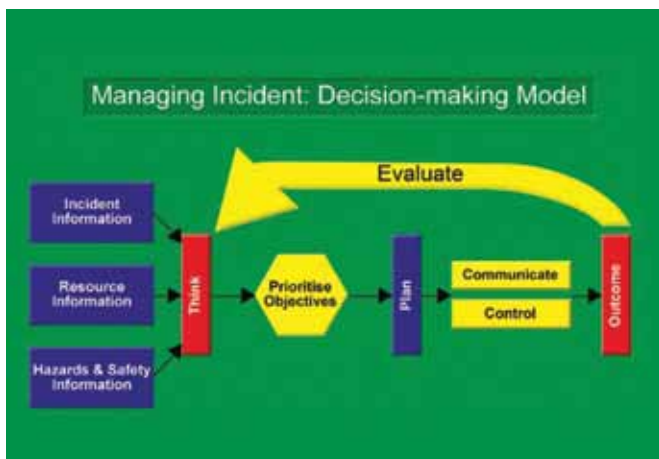 Managing Incident: Decision-making Model
Evaluate
Incident
Information
Resource
Information
Hazards & Safety
Information
Think
Prioritise
Objectives
Plan
Communicate
Control
Outcome